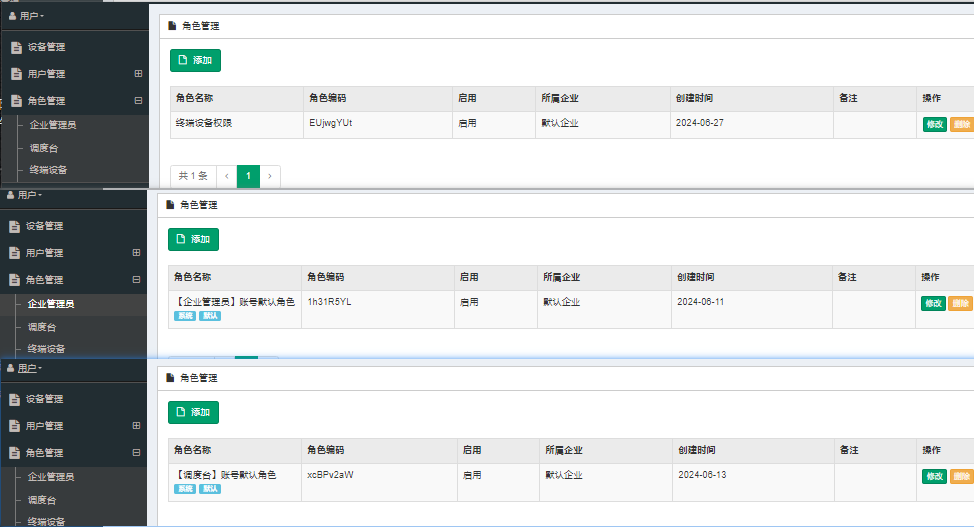 用户
设备管理
用户管理
角色管理
企业管理员
调度台
终端设备
角色管理
添加
角色名称 角色编码 启用 所属企业 创建时间 备注 操作
终端设备权限 EUjwgYUt 启用 默认企业 2024-06-27 修改 删除
共 1 条 ‹ 1 ›
用户
设备管理
用户管理
角色管理
企业管理员
调度台
终端设备
角色管理
添加
角色名称 角色编码 启用 所属企业 创建时间 备注 操作
【企业管理员】账号默认角色 1h31R5YL 启用 默认企业 2024-06-11 修改 删除
系统 默认
用户
设备管理
用户管理
角色管理
企业管理员
调度台
终端设备
角色管理
添加
角色名称 角色编码 启用 所属企业 创建时间 备注 操作
【调度台】账号默认角色 xcBPv2aW 启用 默认企业 2024-06-13 修改 删除
系统 默认